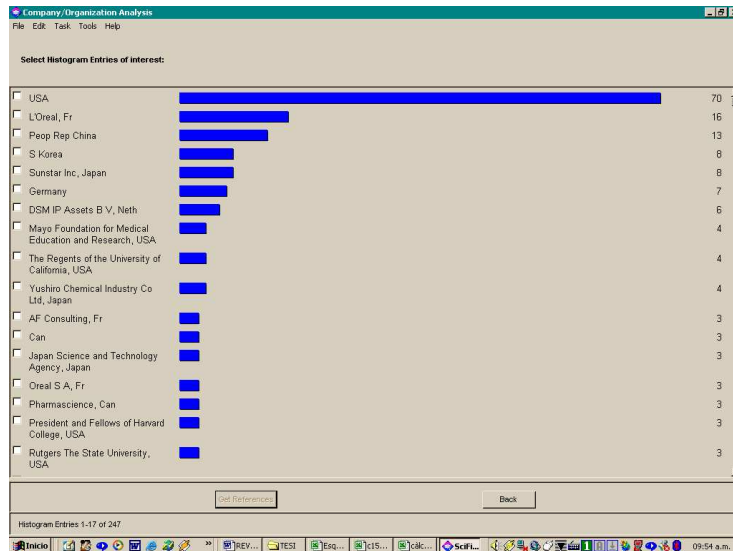 Company/Organization Analysis
File Edit Task Tools Help
Select Histogram Entries of interest:
USA 70
L'Oreal, Fr 16
Peop Rep China 13
S Korea 8
Sunstar Inc, Japan 8
Germany 7
DSM IP Assets B V, Neth 6
Mayo Foundation for Medical
Education and Research, USA 4
The Regents of the University of
California, USA 4
Yushiro Chemical Industry Co
Ltd, Japan 4
AF Consulting, Fr 3
Can 3
Japan Science and Technology
Agency, Japan 3
Oreal S A, Fr 3
Pharmascience, Can 3
President and Fellows of Harvard
College, USA 3
Rutgers The State University,
USA 3
Get References Back
Histogram Entries 1-17 of 247
Inicio » REV... TESI Esq... c15... cálc... SciFi... 09:54 a.m.